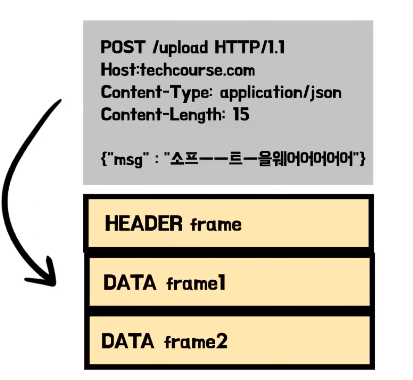 POST /upload HTTP/1.1
Host:techcourse.com
Content-Type: application/json
Content-Length: 15
{"msg" : "소프ㅡㅡ트ㅡ을웨어어어어어"}
HEADER frame
DATA frame1
DATA frame2